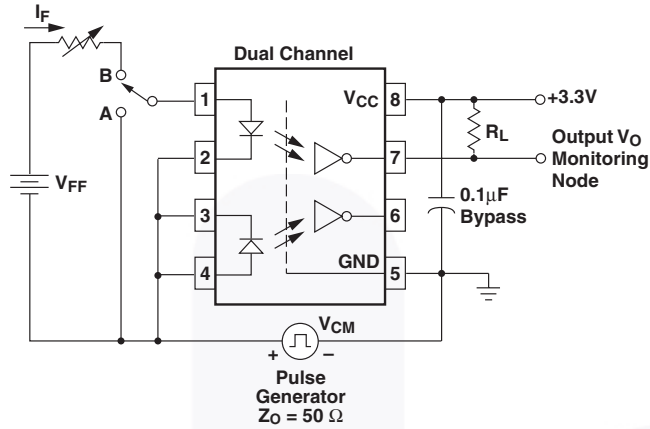 IF
Dual Channel
B
A
1
VCC
8
+3.3V
RL
2
7
Output VO
Monitoring
Node
VFF
3
6
0.1µF
Bypass
4
GND
5
VCM
+
–
Pulse
Generator
ZO = 50 Ω